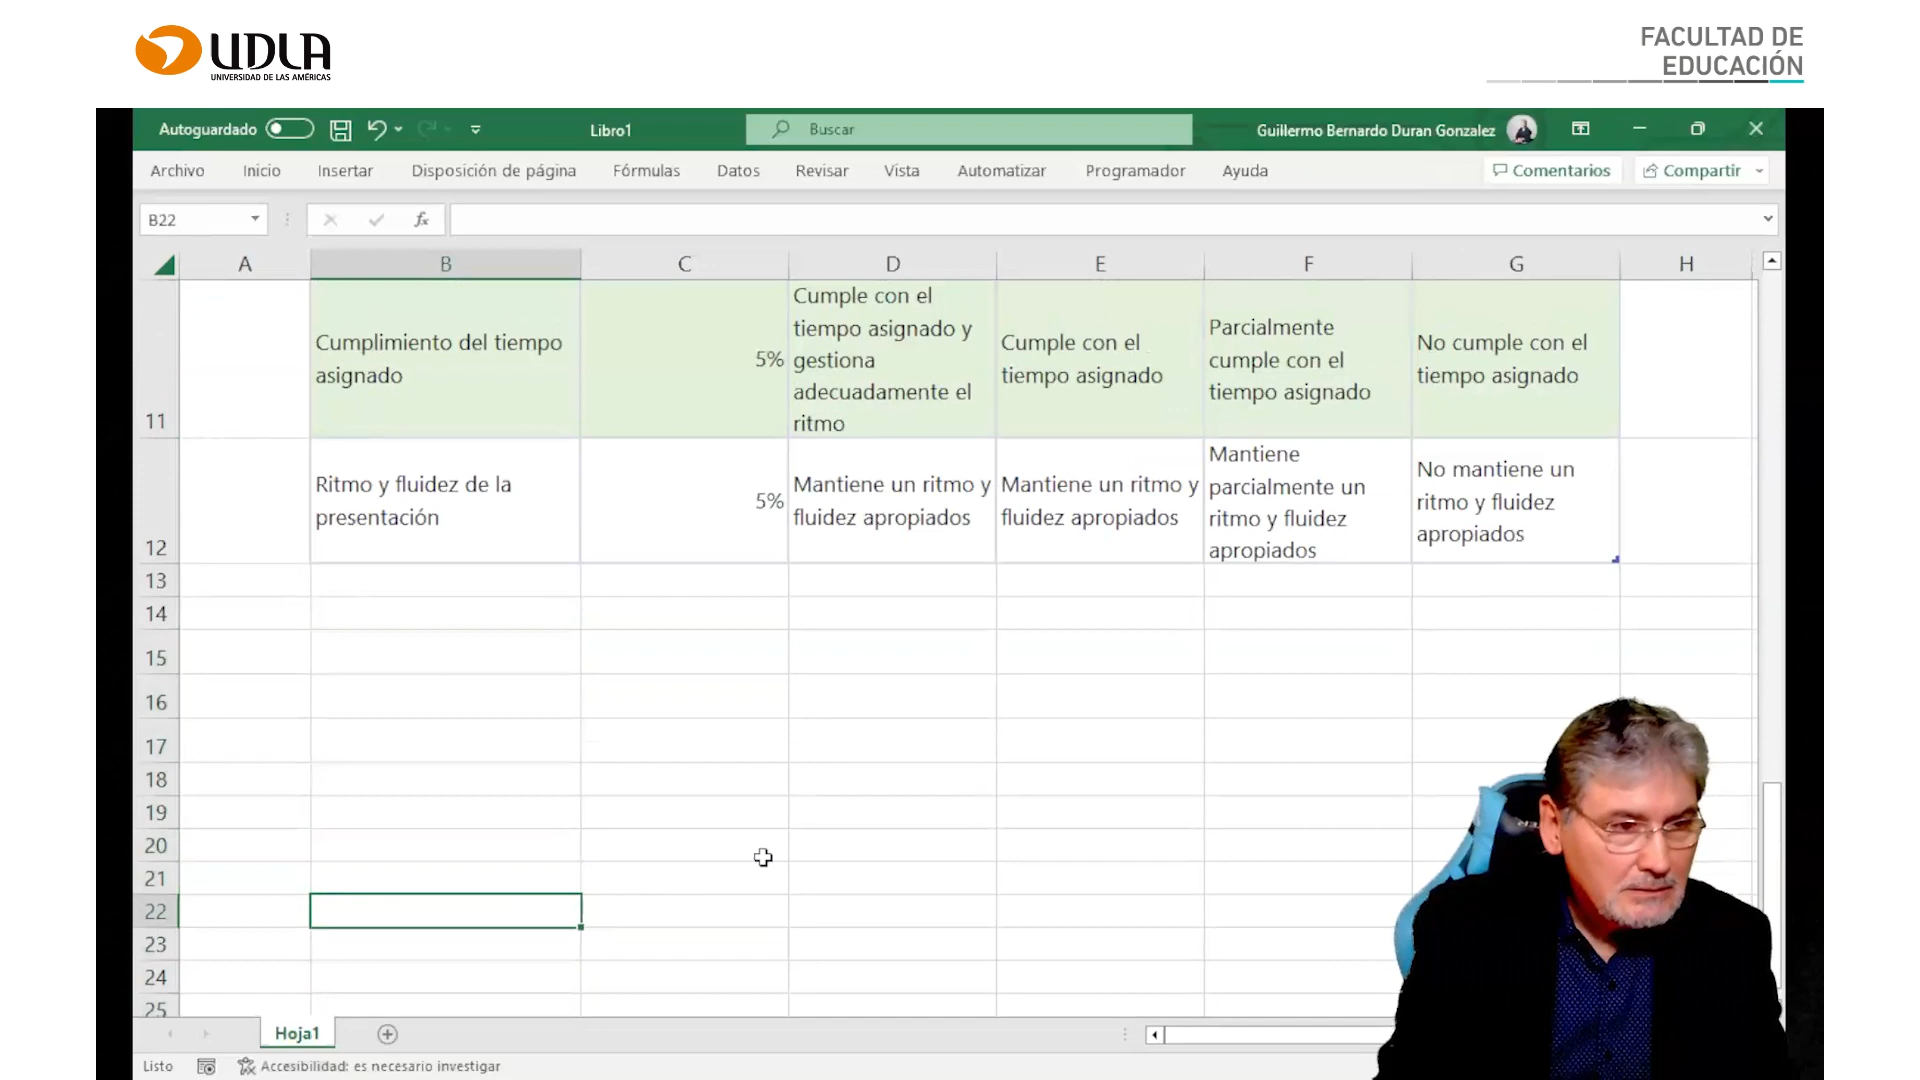 UDLA
UNIVERSIDAD DE LAS AMÉRICAS
FACULTAD DE
EDUCACIÓN
Autoguardado
Libro1
Buscar
Guillermo Bernardo Duran Gonzalez
Archivo
Inicio
Insertar
Disposición de página
Fórmulas
Datos
Revisar
Vista
Automatizar
Programador
Ayuda
Comentarios
Compartir
B22
fx
A
B
C
D
E
F
G
H
11
Cumplimiento del tiempo
asignado
5%
Cumple con el
tiempo asignado y
gestiona
adecuadamente el
ritmo
Cumple con el
tiempo asignado
Parcialmente
cumple con el
tiempo asignado
No cumple con el
tiempo asignado
12
Ritmo y fluidez de la
presentación
5%
Mantiene un ritmo y
fluidez apropiados
Mantiene un ritmo y
fluidez apropiados
Mantiene
parcialmente un
ritmo y fluidez
apropiados
No mantiene un
ritmo y fluidez
apropiados
13
14
15
16
17
18
19
20
21
22
23
24
25
Hoja1
Listo
Accesibilidad: es necesario investigar